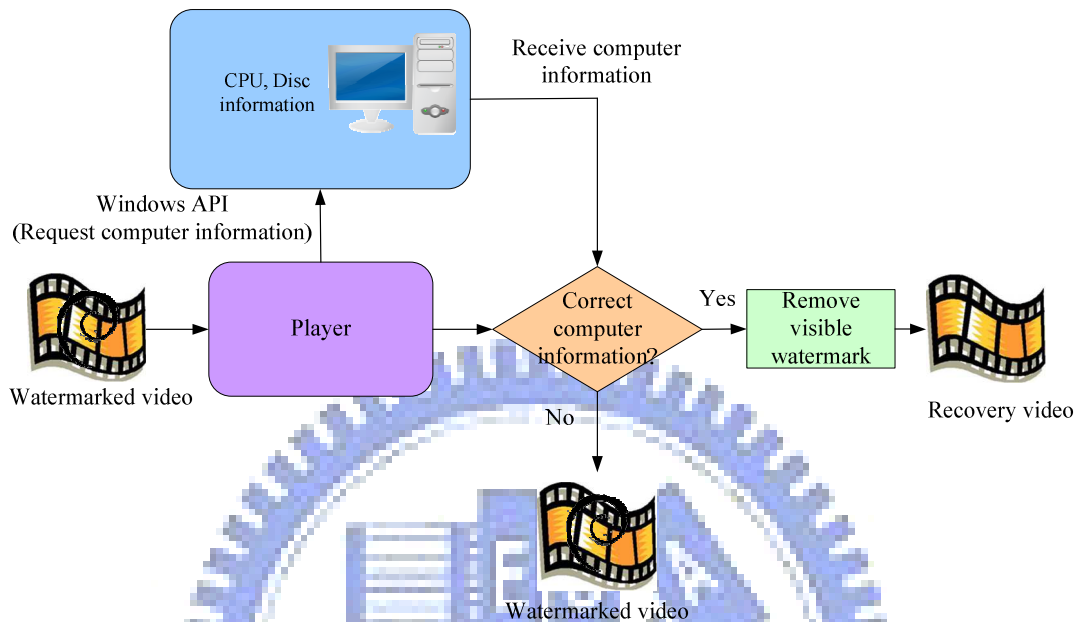 CPU, Disc
information
Receive computer
information
Windows API
(Request computer information)
Watermarked video
Player
Correct
computer
information?
Yes
Remove
visible
watermark
Recovery video
No
Watermarked video